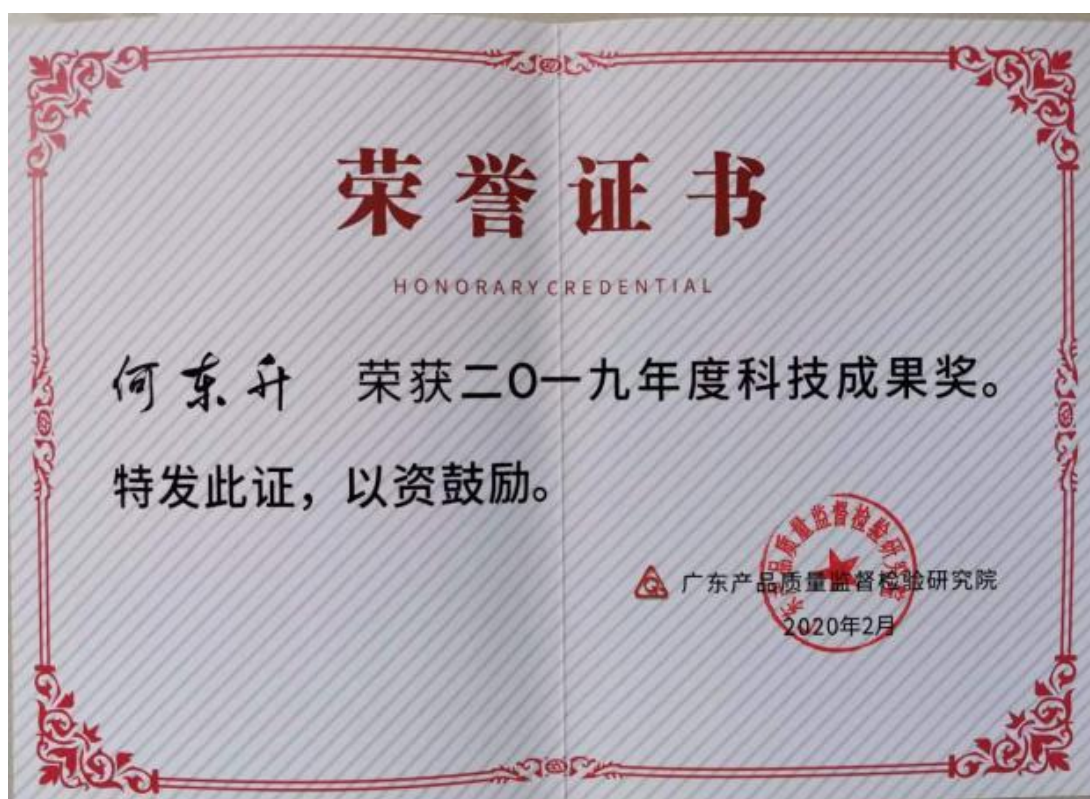 荣誉证书
HONORARY CREDENTIAL
何东升 荣获二O一九年度科技成果奖。
特发此证，以资鼓励。
广东产品质量监督检验研究院
2020年2月